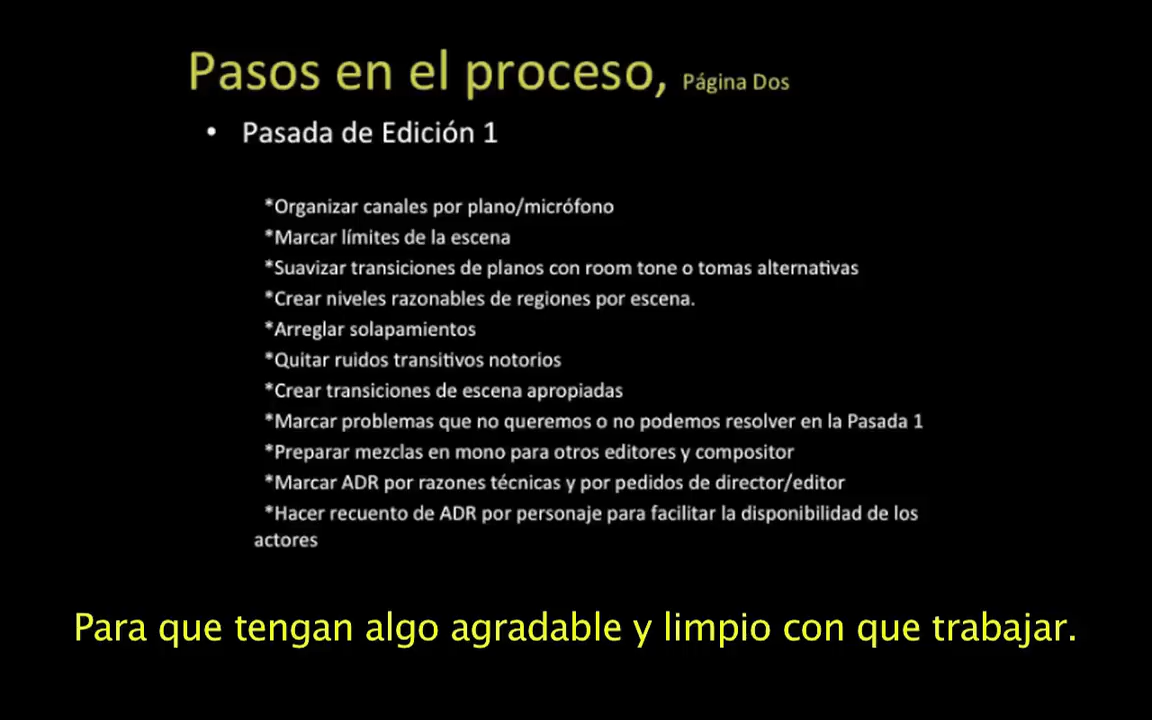 Pasos en el proceso, Página Dos
• Pasada de Edición 1
*Organizar canales por plano/micrófono
*Marcar límites de la escena
*Suavizar transiciones de planos con room tone o tomas alternativas
*Crear niveles razonables de regiones por escena.
*Arreglar solapamientos
*Quitar ruidos transitivos notorios
*Crear transiciones de escena apropiadas
*Marcar problemas que no queremos o no podemos resolver en la Pasada 1
*Preparar mezclas en mono para otros editores y compositor
*Marcar ADR por razones técnicas y por pedidos de director/editor
*Hacer recuento de ADR por personaje para facilitar la disponibilidad de los
actores
Para que tengan algo agradable y limpio con que trabajar.